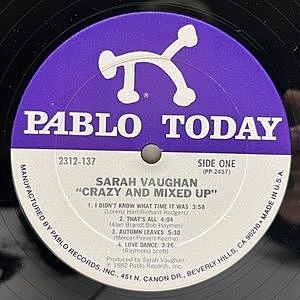 PABLO TODAY
2312-137
SIDE ONE
(PP-2457)
SARAH VAUGHAN
"CRAZY AND MIXED UP"
1. I DIDN'T KNOW WHAT TIME IT WAS 3:58
(Lorenz Hart/Richard Rodgers)
2. THAT'S ALL 4:04
(Alan Brandt/Bob Haymes)
3. AUTUMN LEAVES 5:30
(Mercer/Prevert/Kozma)
4. LOVE DANCE 3:26
(Raymond Scott)
Produced by Sarah Vaughan
© 1982 Pablo Records, Inc.
MANUFACTURED BY PABLO RECORDS, INC., 451 N. CANON DR., BEVERLY HILLS, CA 90210 • MADE IN U.S.A.